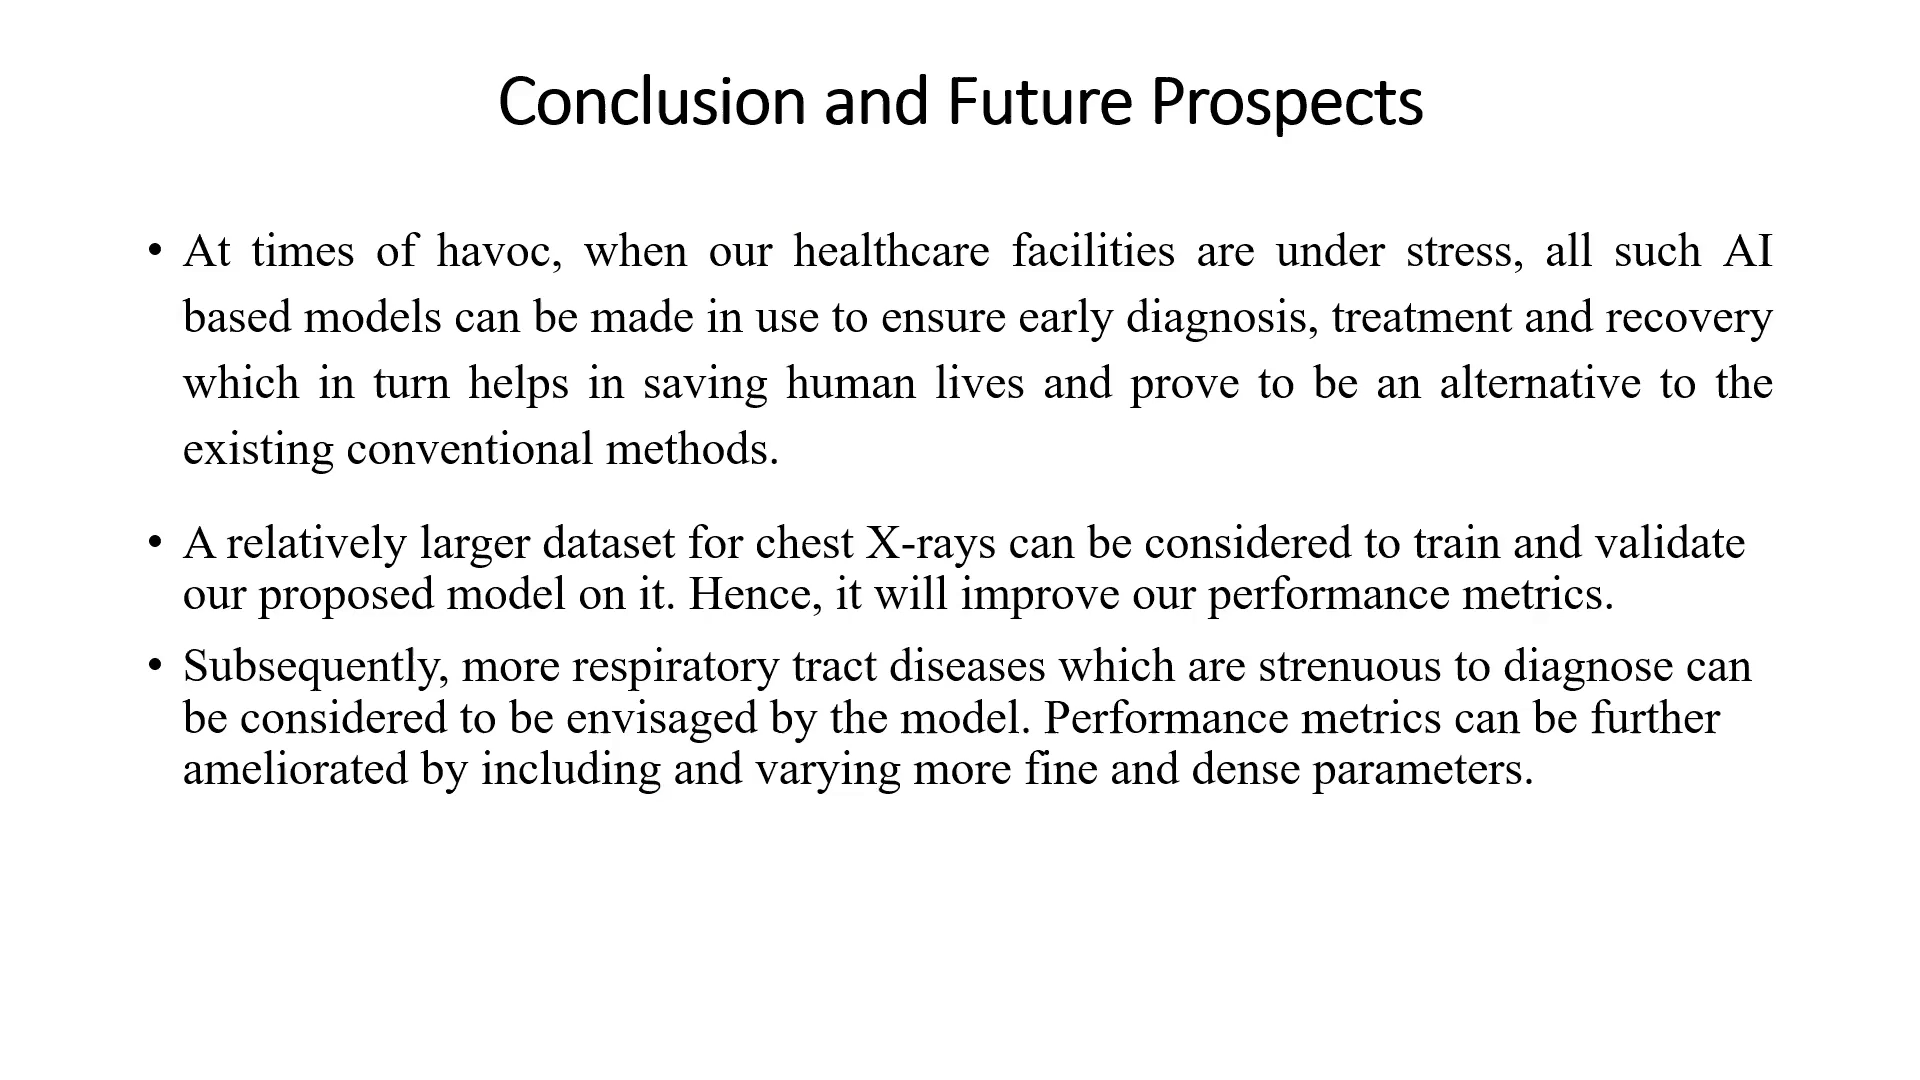 Conclusion and Future Prospects
• At times of havoc, when our healthcare facilities are under stress, all such AI
based models can be made in use to ensure early diagnosis, treatment and recovery
which in turn helps in saving human lives and prove to be an alternative to the
existing conventional methods.
• A relatively larger dataset for chest X-rays can be considered to train and validate
our proposed model on it. Hence, it will improve our performance metrics.
• Subsequently, more respiratory tract diseases which are strenuous to diagnose can
be considered to be envisaged by the model. Performance metrics can be further
ameliorated by including and varying more fine and dense parameters.